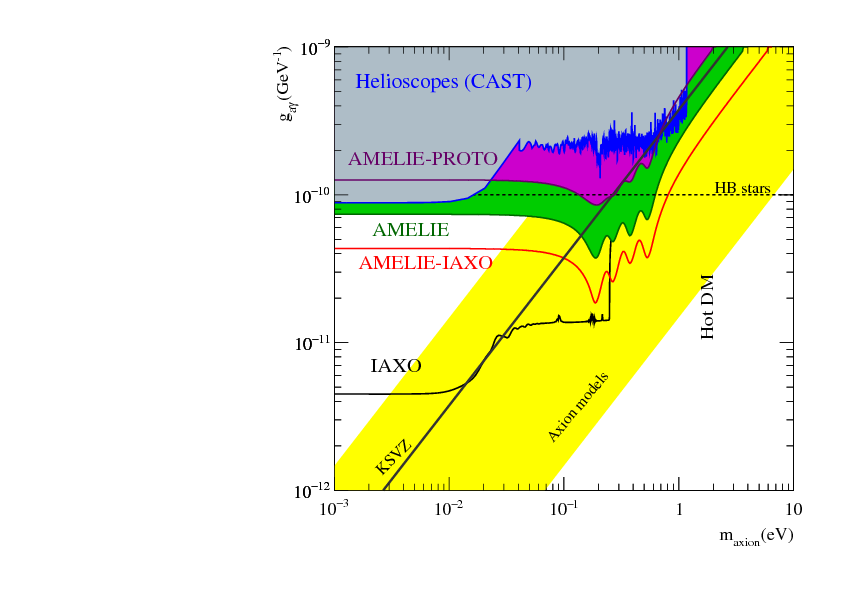 10⁻⁹
g_aγ(GeV⁻¹)
Helioscopes (CAST)
AMELIE-PROTO
10⁻¹⁰
HB stars
AMELIE
AMELIE-IAXO
Hot DM
10⁻¹¹
IAXO
Axion models
KSVZ
10⁻¹²
10⁻³
10⁻²
10⁻¹
1
10
m_axion(eV)